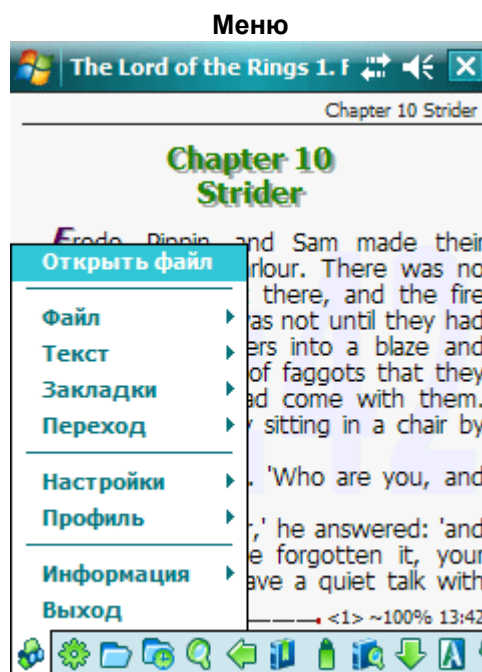 Меню
The Lord of the Rings 1. F
Chapter 10 Strider
Chapter 10
Strider
Frodo, Pippin, and Sam made their
Открыть файл
rlour. There was no
there, and the fire
Файл
as not until they had
Текст
ers into a blaze and
of faggots that they
Закладки
ad come with them.
Переход
sitting in a chair by
Настройки
. 'Who are you, and
Профиль
,' he answered: 'and
e forgotten it, your
Информация
ave a quiet talk with
Выход
<1> ~100% 13:42